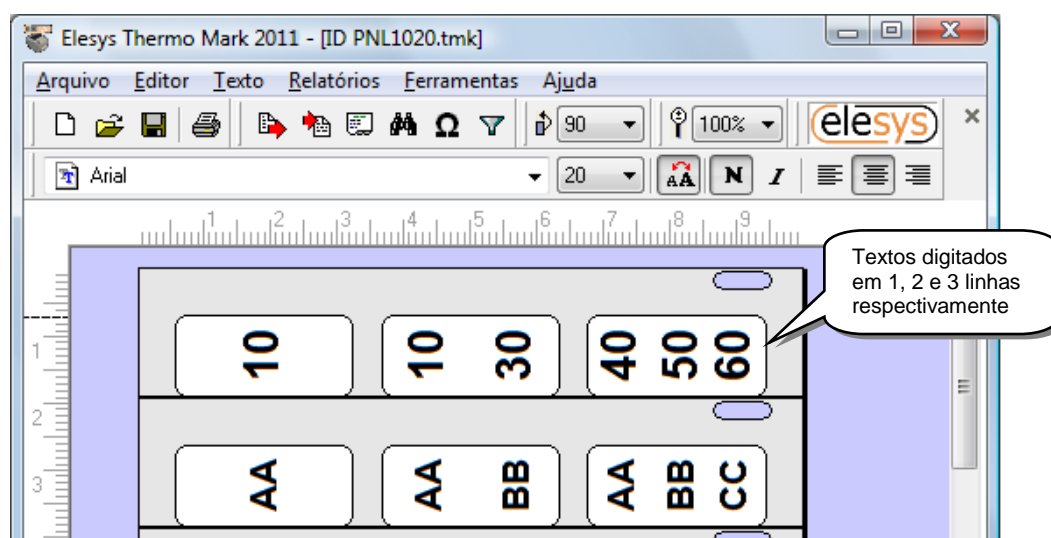 Elesys Thermo Mark 2011 - [ID PNL1020.tmk]
Arquivo Editor Texto Relatórios Ferramentas Ajuda
Ω 90 100% elesys
Arial 20 AA N I
1 2 3 4 5 6 7 8 9
Textos digitados
em 1, 2 e 3 linhas
respectivamente
1
10 10 30 40 50 60
2
3
AA AA BB AA BB CC